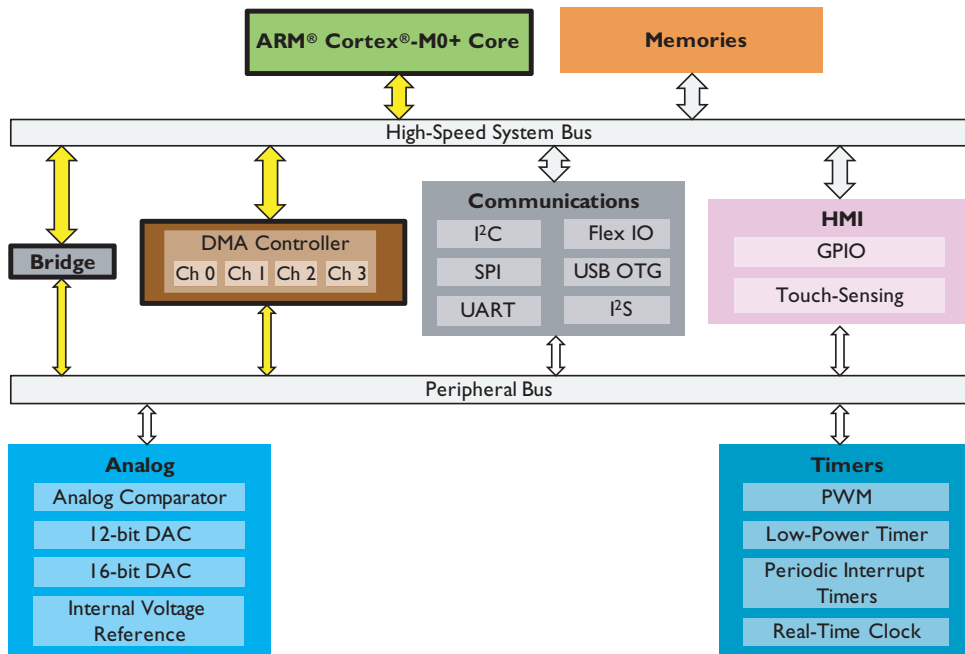 ARM® Cortex®-M0+ Core
Memories
High-Speed System Bus
Communications
I²C
Flex IO
SPI
USB OTG
UART
I²S
HMI
GPIO
Touch-Sensing
DMA Controller
Ch 0
Ch 1
Ch 2
Ch 3
Bridge
Peripheral Bus
Analog
Analog Comparator
12-bit DAC
16-bit DAC
Internal Voltage
Reference
Timers
PWM
Low-Power Timer
Periodic Interrupt
Timers
Real-Time Clock